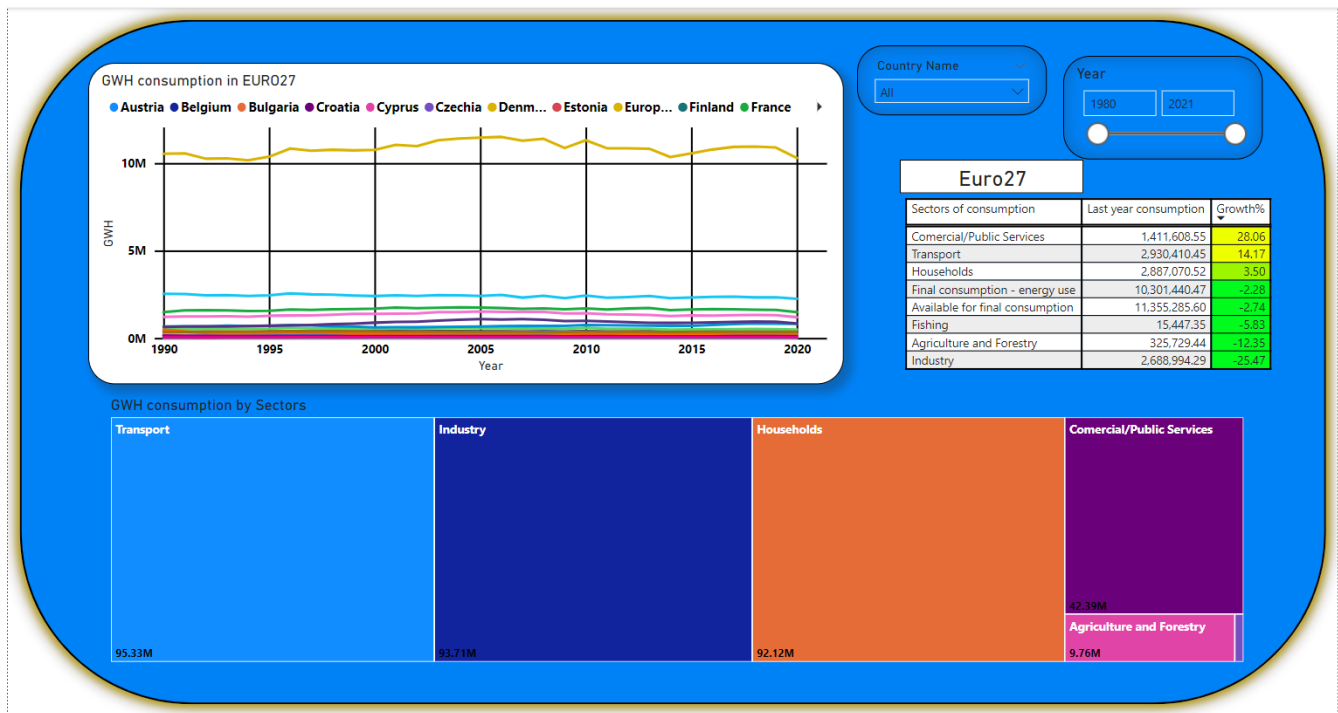 GWH consumption in EURO27
Austria Belgium Bulgaria Croatia Cyprus Czechia Denm... Estonia Europ... Finland France
GWH
10M
5M
0M
1990 1995 2000 2005 2010 2015 2020
Year
Country Name
All
Year
1980 2021
Euro27
Sectors of consumption Last year consumption Growth%
Comercial/Public Services 1,411,608.55 28.06
Transport 2,930,410.45 14.17
Households 2,887,070.52 3.50
Final consumption - energy use 10,301,440.47 -2.28
Available for final consumption 11,355,285.60 -2.74
Fishing 15,447.35 -5.83
Agriculture and Forestry 325,729.44 -12.35
Industry 2,688,994.29 -25.47
GWH consumption by Sectors
Transport
95.33M
Industry
93.71M
Households
92.12M
Comercial/Public Services
42.39M
Agriculture and Forestry
9.76M